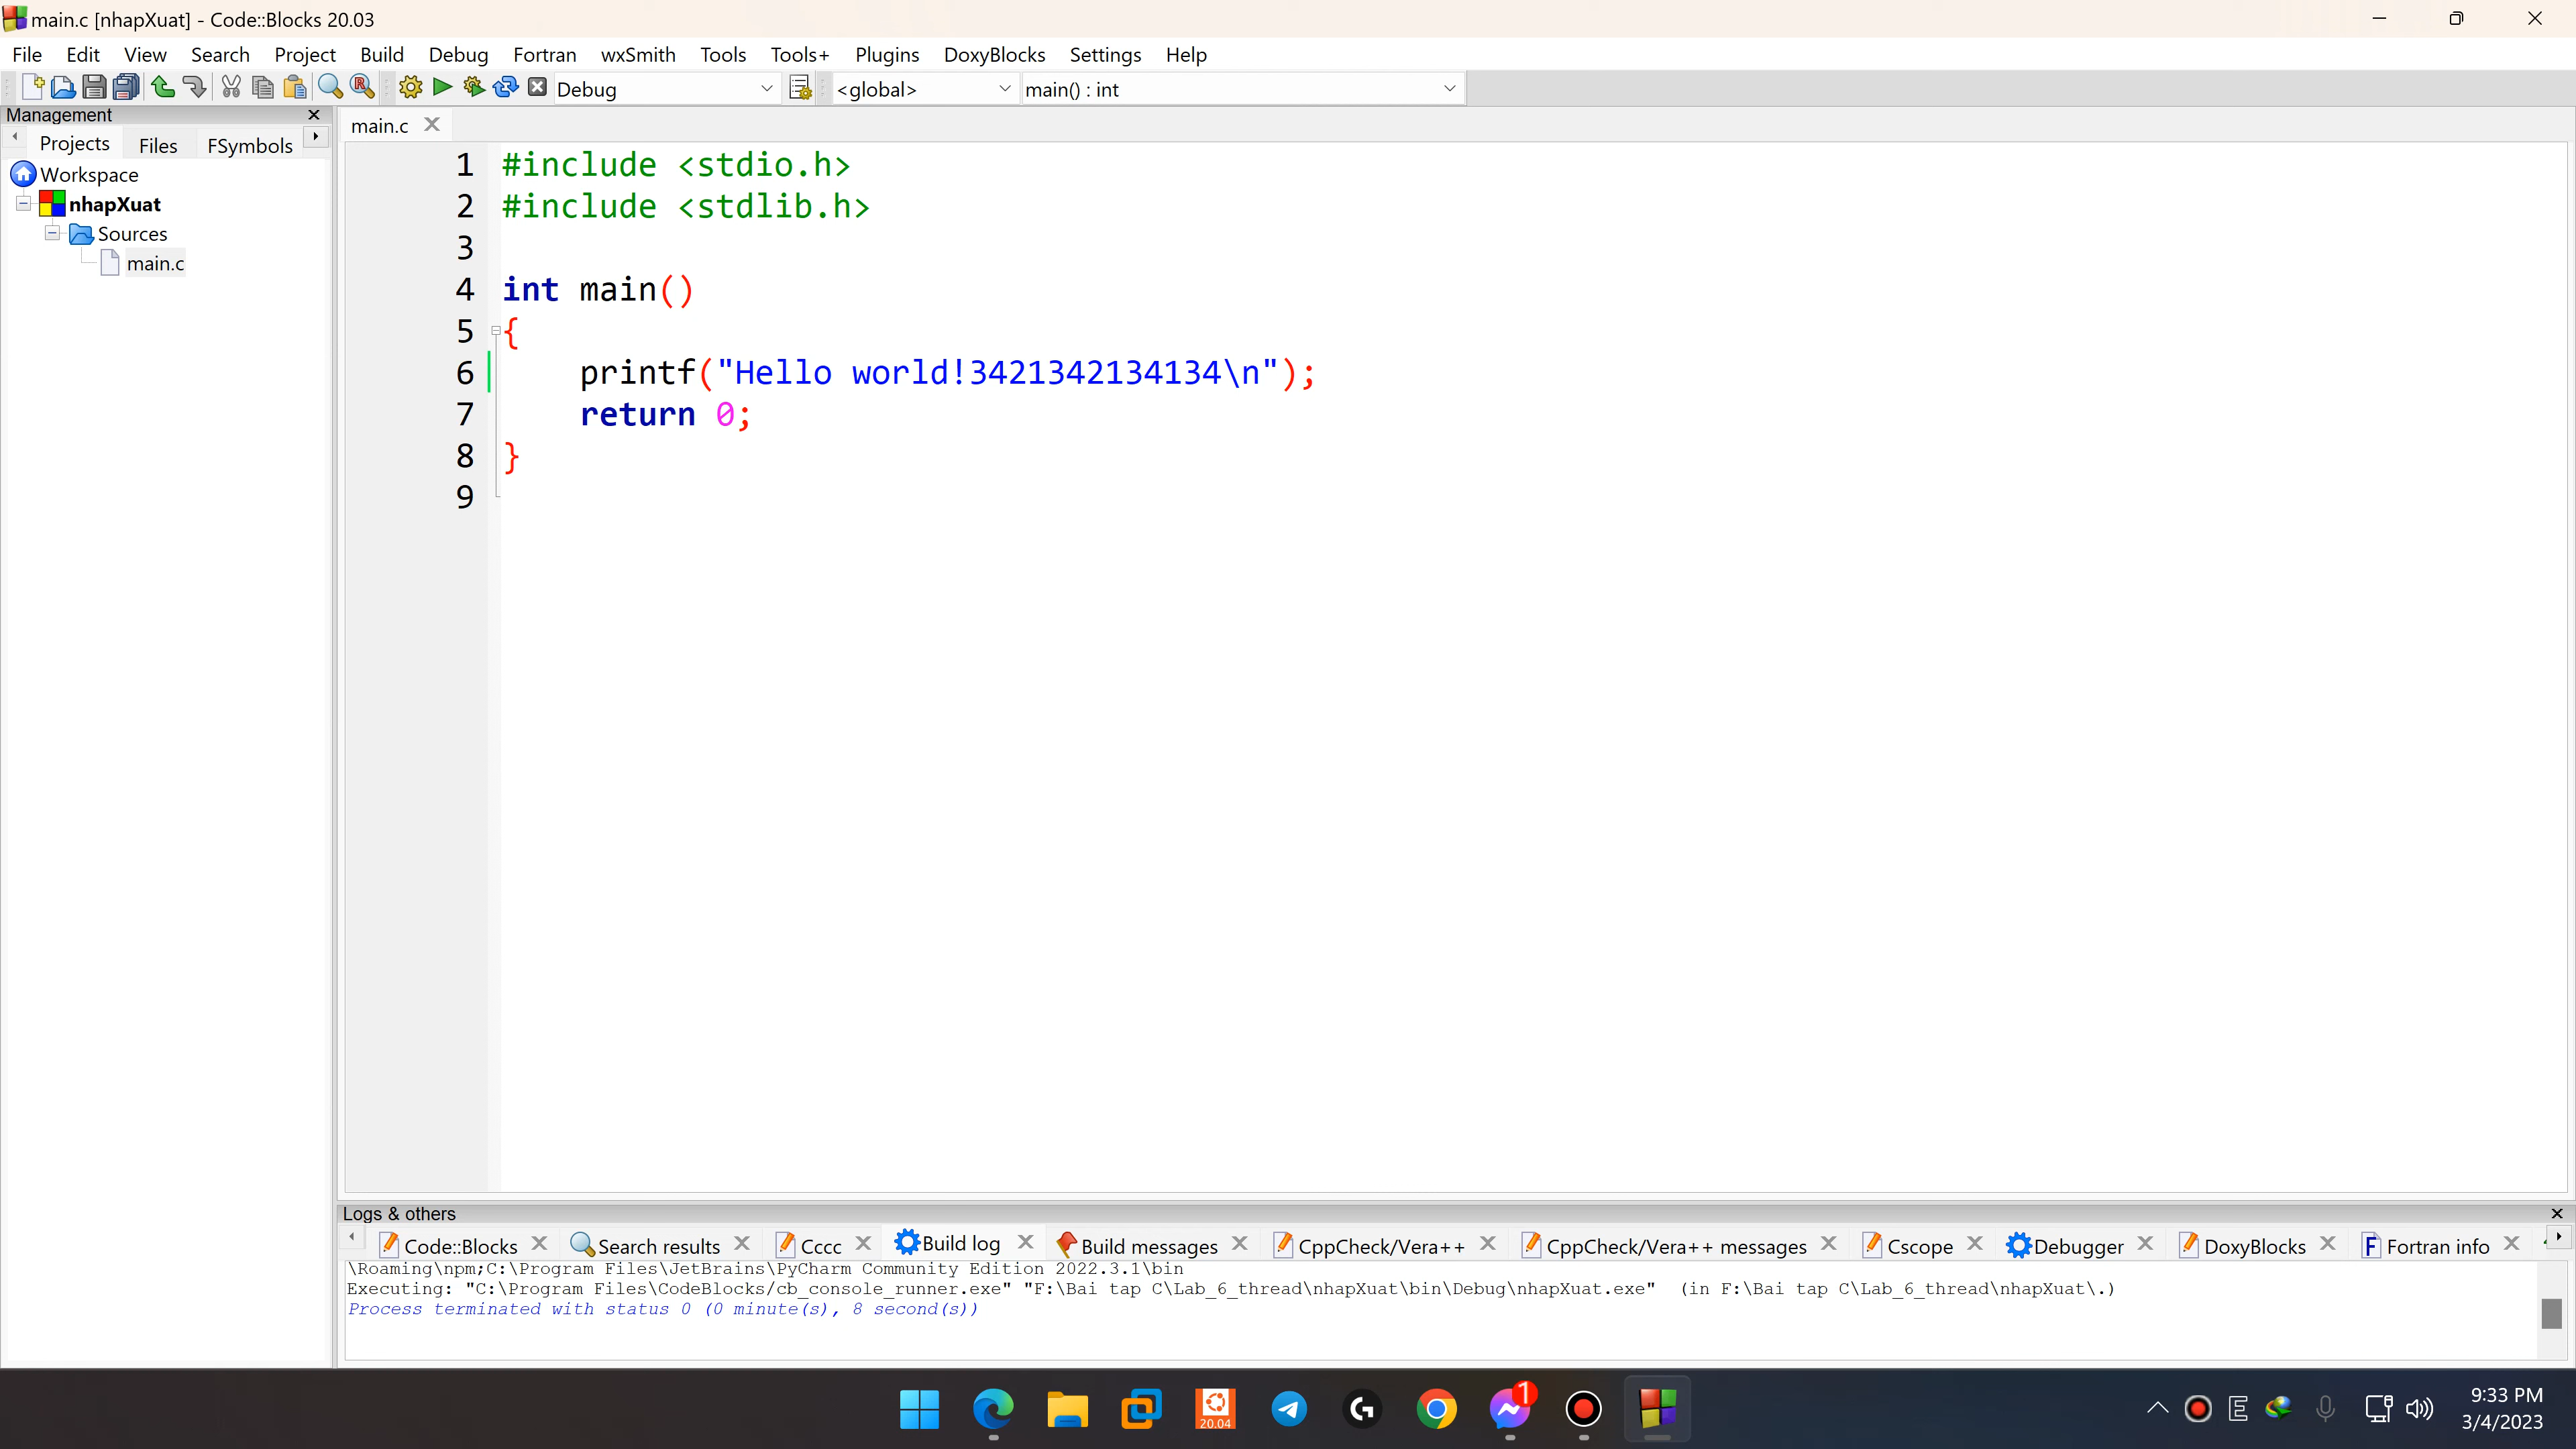 main.c [nhapXuat] - Code::Blocks 20.03
File Edit View Search Project Build Debug Fortran wxSmith Tools Tools+ Plugins DoxyBlocks Settings Help
Debug <global> main() : int
Management
Projects Files FSymbols
Workspace
nhapXuat
Sources
main.c
main.c
1 #include <stdio.h>
2 #include <stdlib.h>
3
4 int main()
5 {
6     printf("Hello world!3421342134134\n");
7     return 0;
8 }
9
Logs & others
Code::Blocks Search results Cccc Build log Build messages CppCheck/Vera++ CppCheck/Vera++ messages Cscope Debugger DoxyBlocks Fortran info
\Roaming\npm;C:\Program Files\JetBrains\PyCharm Community Edition 2022.3.1\bin
Executing: "C:\Program Files\CodeBlocks/cb_console_runner.exe" "F:\Bai tap C\Lab_6_thread\nhapXuat\bin\Debug\nhapXuat.exe"  (in F:\Bai tap C\Lab_6_thread\nhapXuat\.)
Process terminated with status 0 (0 minute(s), 8 second(s))
20.04
1
E
9:33 PM
3/4/2023